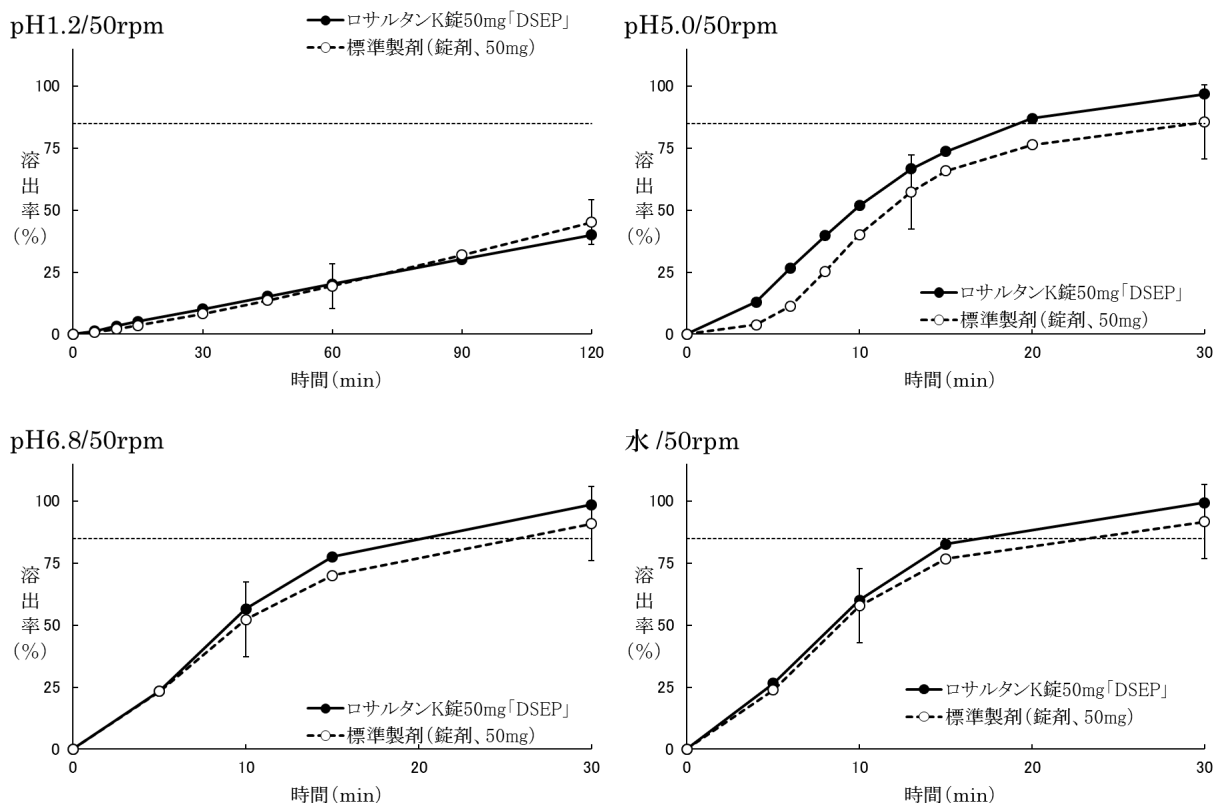 pH1.2/50rpm
ロサルタンK錠50mg「DSEP」
標準製剤(錠剤、50mg)
100
75
50
25
0
溶出率(%)
0 30 60 90 120
時間(min)
pH5.0/50rpm
100
75
50
25
0
溶出率(%)
ロサルタンK錠50mg「DSEP」
標準製剤(錠剤、50mg)
0 10 20 30
時間(min)
pH6.8/50rpm
100
75
50
25
0
溶出率(%)
ロサルタンK錠50mg「DSEP」
標準製剤(錠剤、50mg)
0 10 20 30
時間(min)
水 /50rpm
100
75
50
25
0
溶出率(%)
ロサルタンK錠50mg「DSEP」
標準製剤(錠剤、50mg)
0 10 20 30
時間(min)